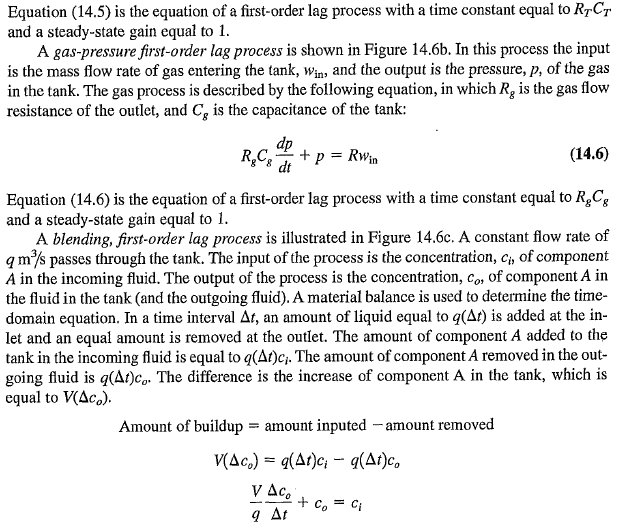 Equation (14.5) is the equation of a first-order lag process with a time constant equal to R_T C_T
and a steady-state gain equal to 1.
A gas-pressure first-order lag process is shown in Figure 14.6b. In this process the input
is the mass flow rate of gas entering the tank, w_in, and the output is the pressure, p, of the gas
in the tank. The gas process is described by the following equation, in which R_g is the gas flow
resistance of the outlet, and C_g is the capacitance of the tank:
R_g C_g dp/dt + p = Rw_in (14.6)
Equation (14.6) is the equation of a first-order lag process with a time constant equal to R_g C_g
and a steady-state gain equal to 1.
A blending, first-order lag process is illustrated in Figure 14.6c. A constant flow rate of
q m³/s passes through the tank. The input of the process is the concentration, c_i, of component
A in the incoming fluid. The output of the process is the concentration, c_o, of component A in
the fluid in the tank (and the outgoing fluid). A material balance is used to determine the time-
domain equation. In a time interval Δt, an amount of liquid equal to q(Δt) is added at the in-
let and an equal amount is removed at the outlet. The amount of component A added to the
tank in the incoming fluid is equal to q(Δt)c_i. The amount of component A removed in the out-
going fluid is q(Δt)c_o. The difference is the increase of component A in the tank, which is
equal to V(Δc_o).
Amount of buildup = amount inputed − amount removed
V(Δc_o) = q(Δt)c_i − q(Δt)c_o
V/q Δc_o/Δt + c_o = c_i